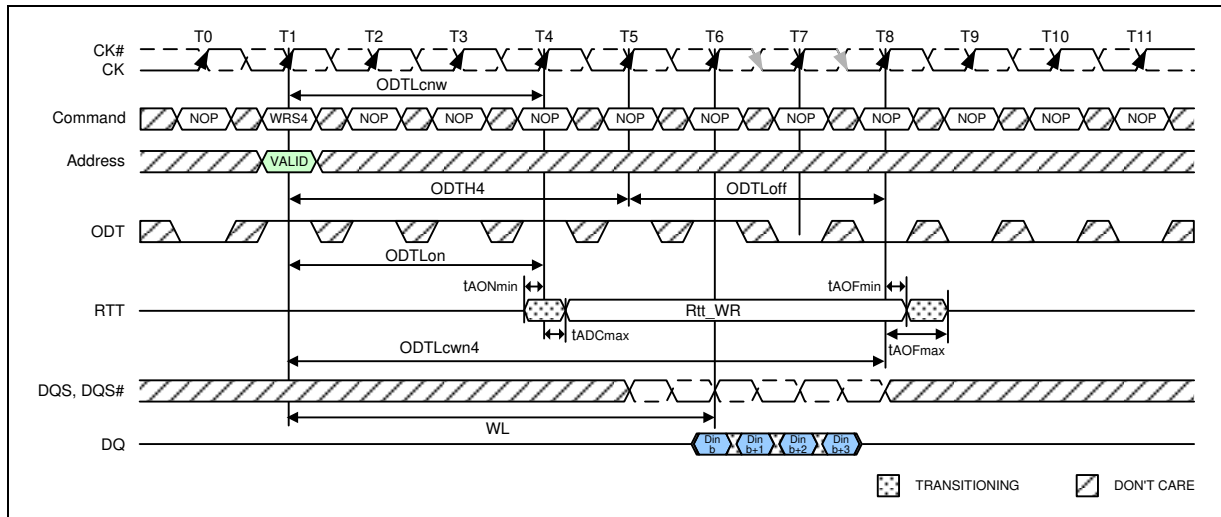 T0 T1 T2 T3 T4 T5 T6 T7 T8 T9 T10 T11
CK#
CK
ODTLcnw
Command NOP WRS4 NOP NOP NOP NOP NOP NOP NOP NOP NOP NOP
Address VALID
ODTH4 ODTLoff
ODT
ODTLon
tAONmin tAOFmin
RTT Rtt_WR
tADCmax tAOFmax
ODTLcwn4
DQS, DQS#
WL
DQ Din b Din b+1 Din b+2 Din b+3
TRANSITIONING DON'T CARE